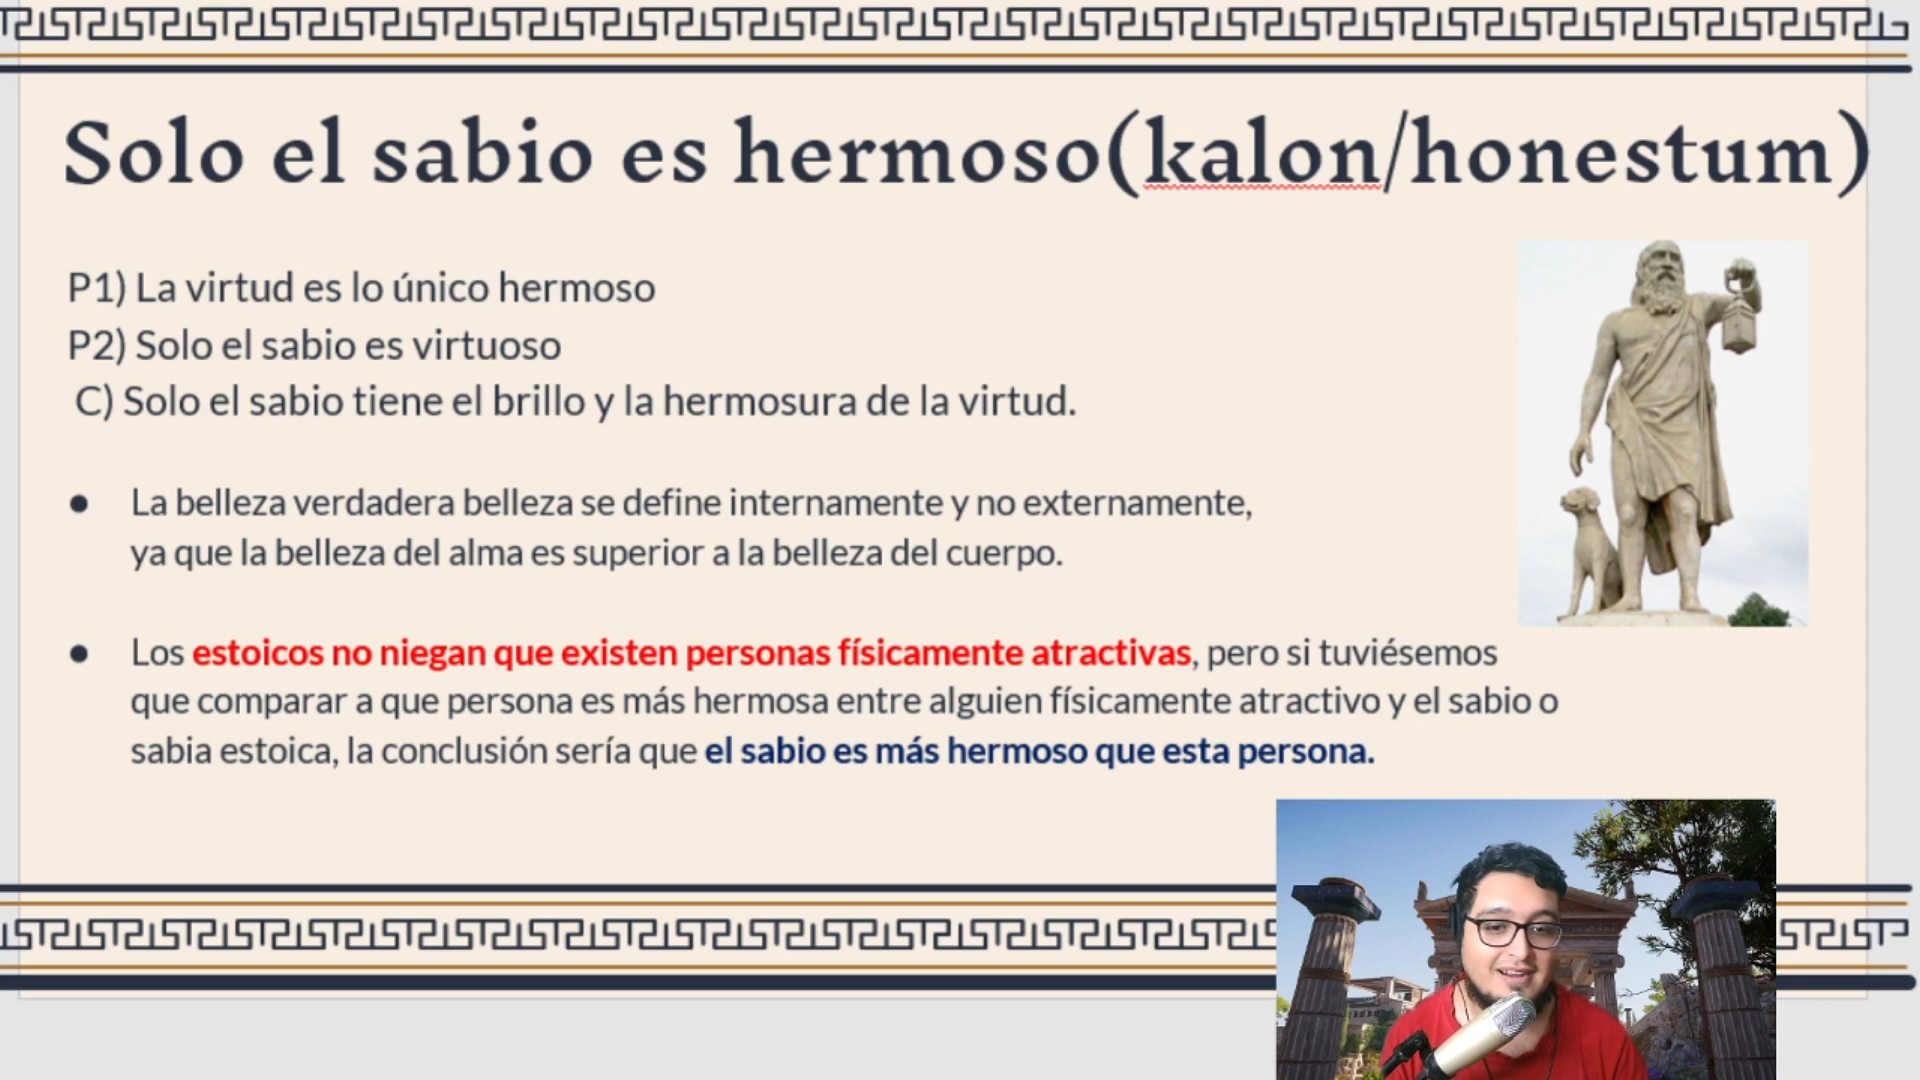 Solo el sabio es hermoso(kalon/honestum)
P1) La virtud es lo único hermoso
P2) Solo el sabio es virtuoso
C) Solo el sabio tiene el brillo y la hermosura de la virtud.
● La belleza verdadera belleza se define internamente y no externamente,
ya que la belleza del alma es superior a la belleza del cuerpo.
● Los estoicos no niegan que existen personas físicamente atractivas, pero si tuviésemos
que comparar a que persona es más hermosa entre alguien físicamente atractivo y el sabio o
sabia estoica, la conclusión sería que el sabio es más hermoso que esta persona.